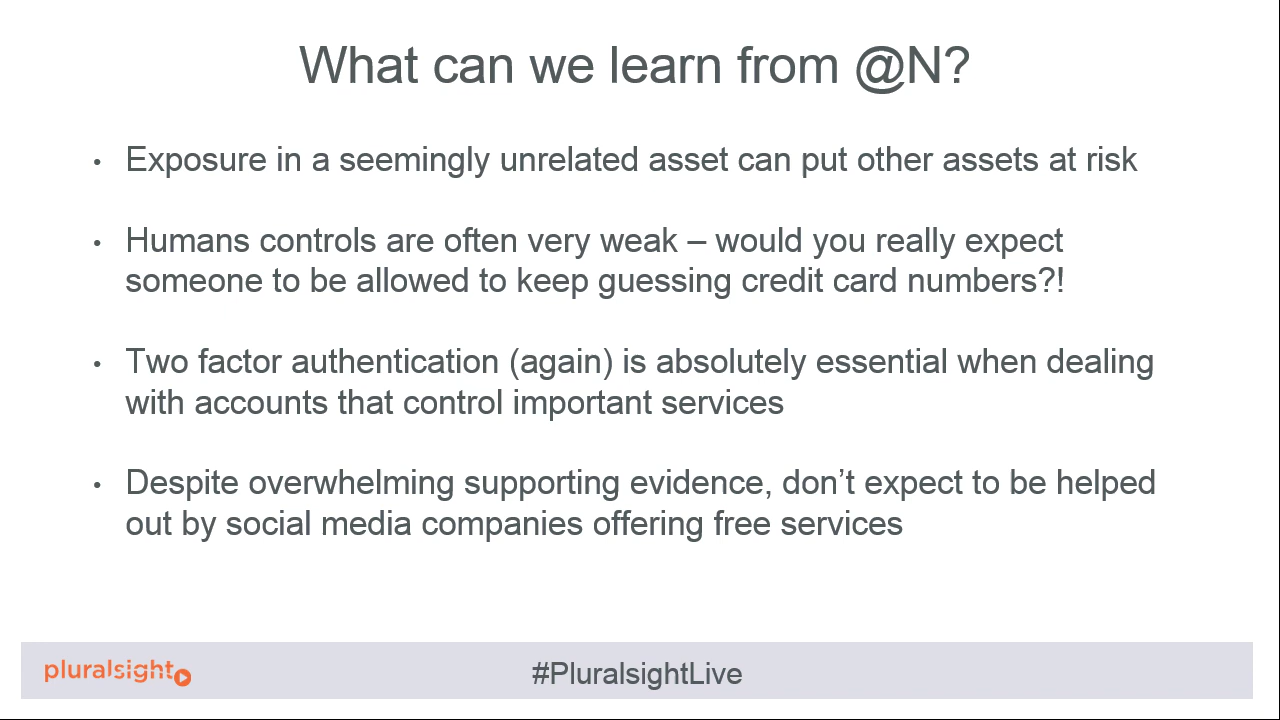 What can we learn from @N?
• Exposure in a seemingly unrelated asset can put other assets at risk
• Humans controls are often very weak – would you really expect
someone to be allowed to keep guessing credit card numbers?!
• Two factor authentication (again) is absolutely essential when dealing
with accounts that control important services
• Despite overwhelming supporting evidence, don’t expect to be helped
out by social media companies offering free services
pluralsight
#PluralsightLive